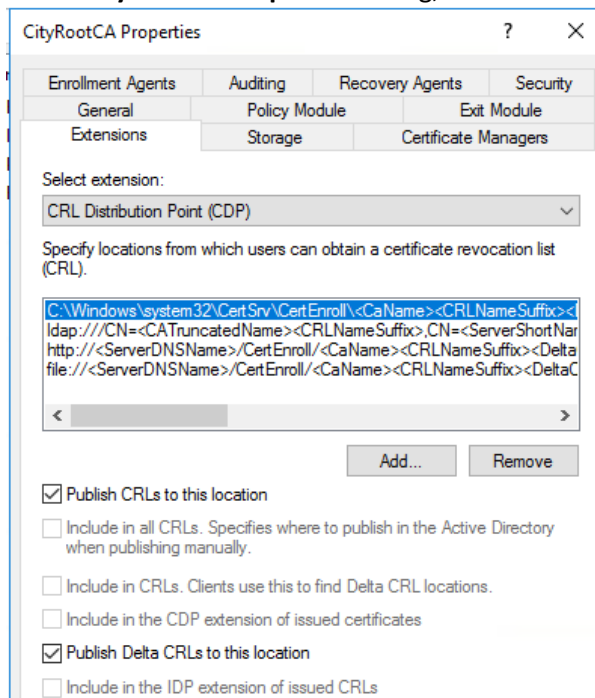 CityRootCA Properties ?
Enrollment Agents Auditing Recovery Agents Security
General Policy Module Exit Module
Extensions Storage Certificate Managers
Select extension:
CRL Distribution Point (CDP)
Specify locations from which users can obtain a certificate revocation list
(CRL).
C:\Windows\system32\CertSrv\CertEnroll\<CaName><CRLNameSuffix><
ldap:///CN=<CATruncatedName><CRLNameSuffix>,CN=<ServerShortNar
http://<ServerDNSName>/CertEnroll/<CaName><CRLNameSuffix><Delta
file://<ServerDNSName>/CertEnroll/<CaName><CRLNameSuffix><DeltaC
Add... Remove
Publish CRLs to this location
Include in all CRLs. Specifies where to publish in the Active Directory
when publishing manually.
Include in CRLs. Clients use this to find Delta CRL locations.
Include in the CDP extension of issued certificates
Publish Delta CRLs to this location
Include in the IDP extension of issued CRLs